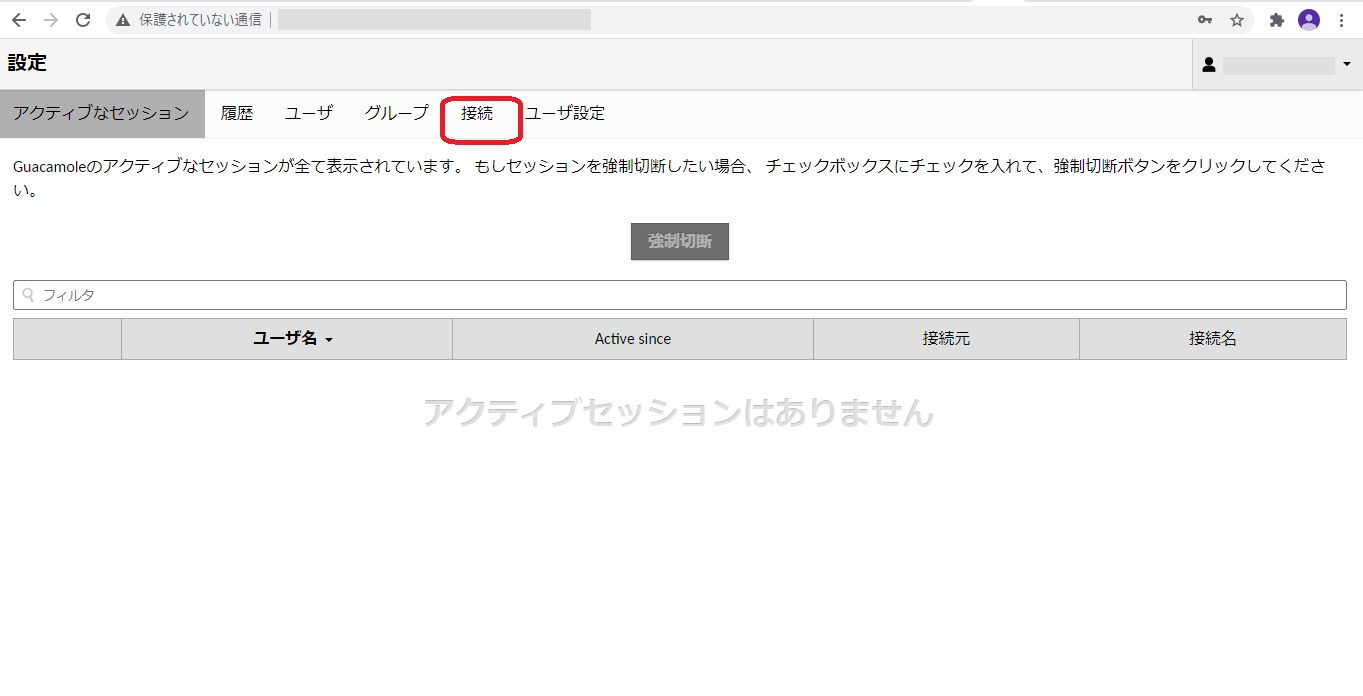 保護されていない通信
設定
アクティブなセッション 履歴 ユーザ グループ 接続 ユーザ設定
Guacamoleのアクティブなセッションが全て表示されています。 もしセッションを強制切断したい場合、 チェックボックスにチェックを入れて、強制切断ボタンをクリックしてくださ
い。
強制切断
フィルタ
ユーザ名 Active since 接続元 接続名
アクティブセッションはありません